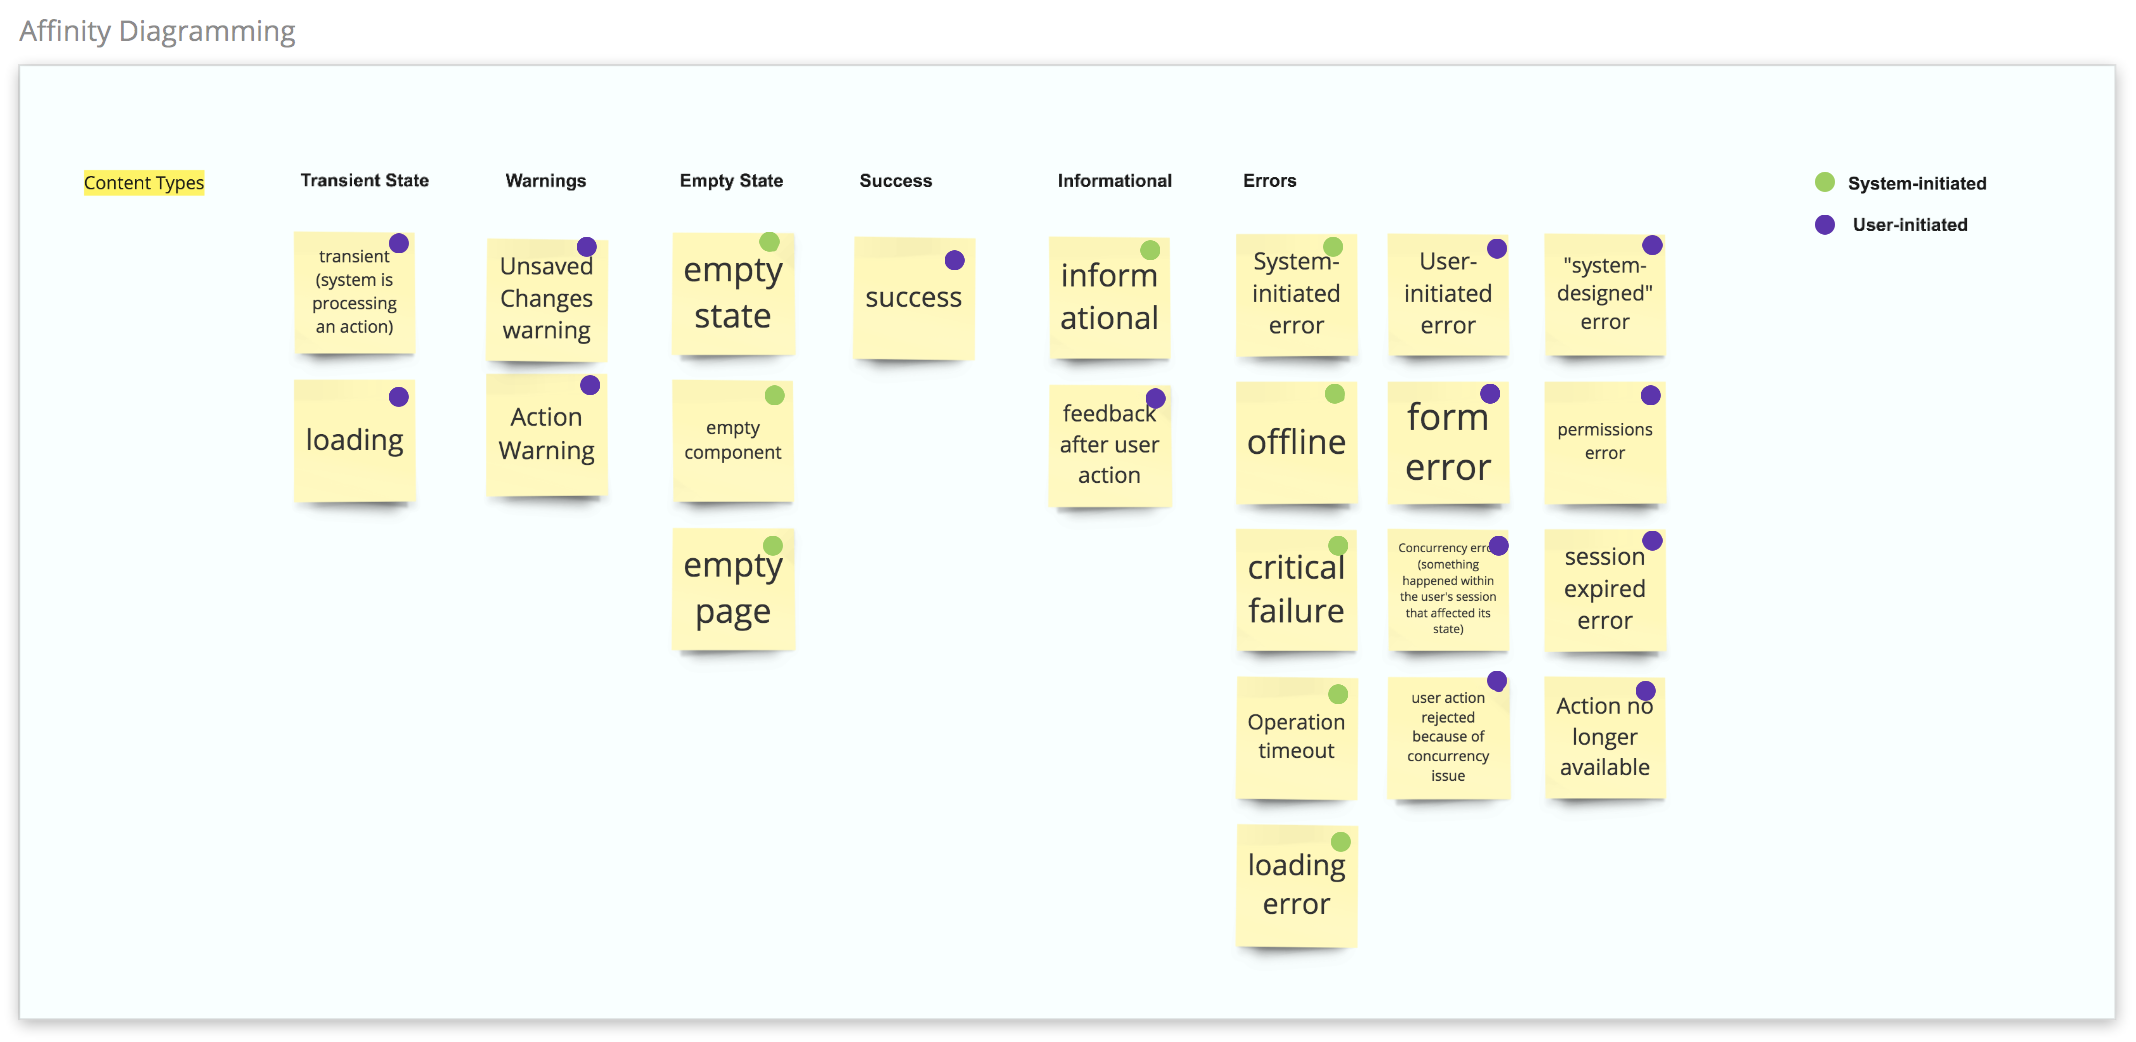 Affinity Diagramming
Content Types
Transient State
Warnings
Empty State
Success
Informational
Errors
System-initiated
User-initiated
transient
(system is
processing
an action)
loading
Unsaved
Changes
warning
Action
Warning
empty
state
empty
component
empty
page
success
inform
ational
feedback
after user
action
System-
initiated
error
offline
critical
failure
Operation
timeout
loading
error
User-
initiated
error
form
error
Concurrency
(something
happened within
the user's session
that affected its
state)
user action
rejected
because of
concurrency
issue
"system-
designed"
error
permissions
error
session
expired
error
Action no
longer
available